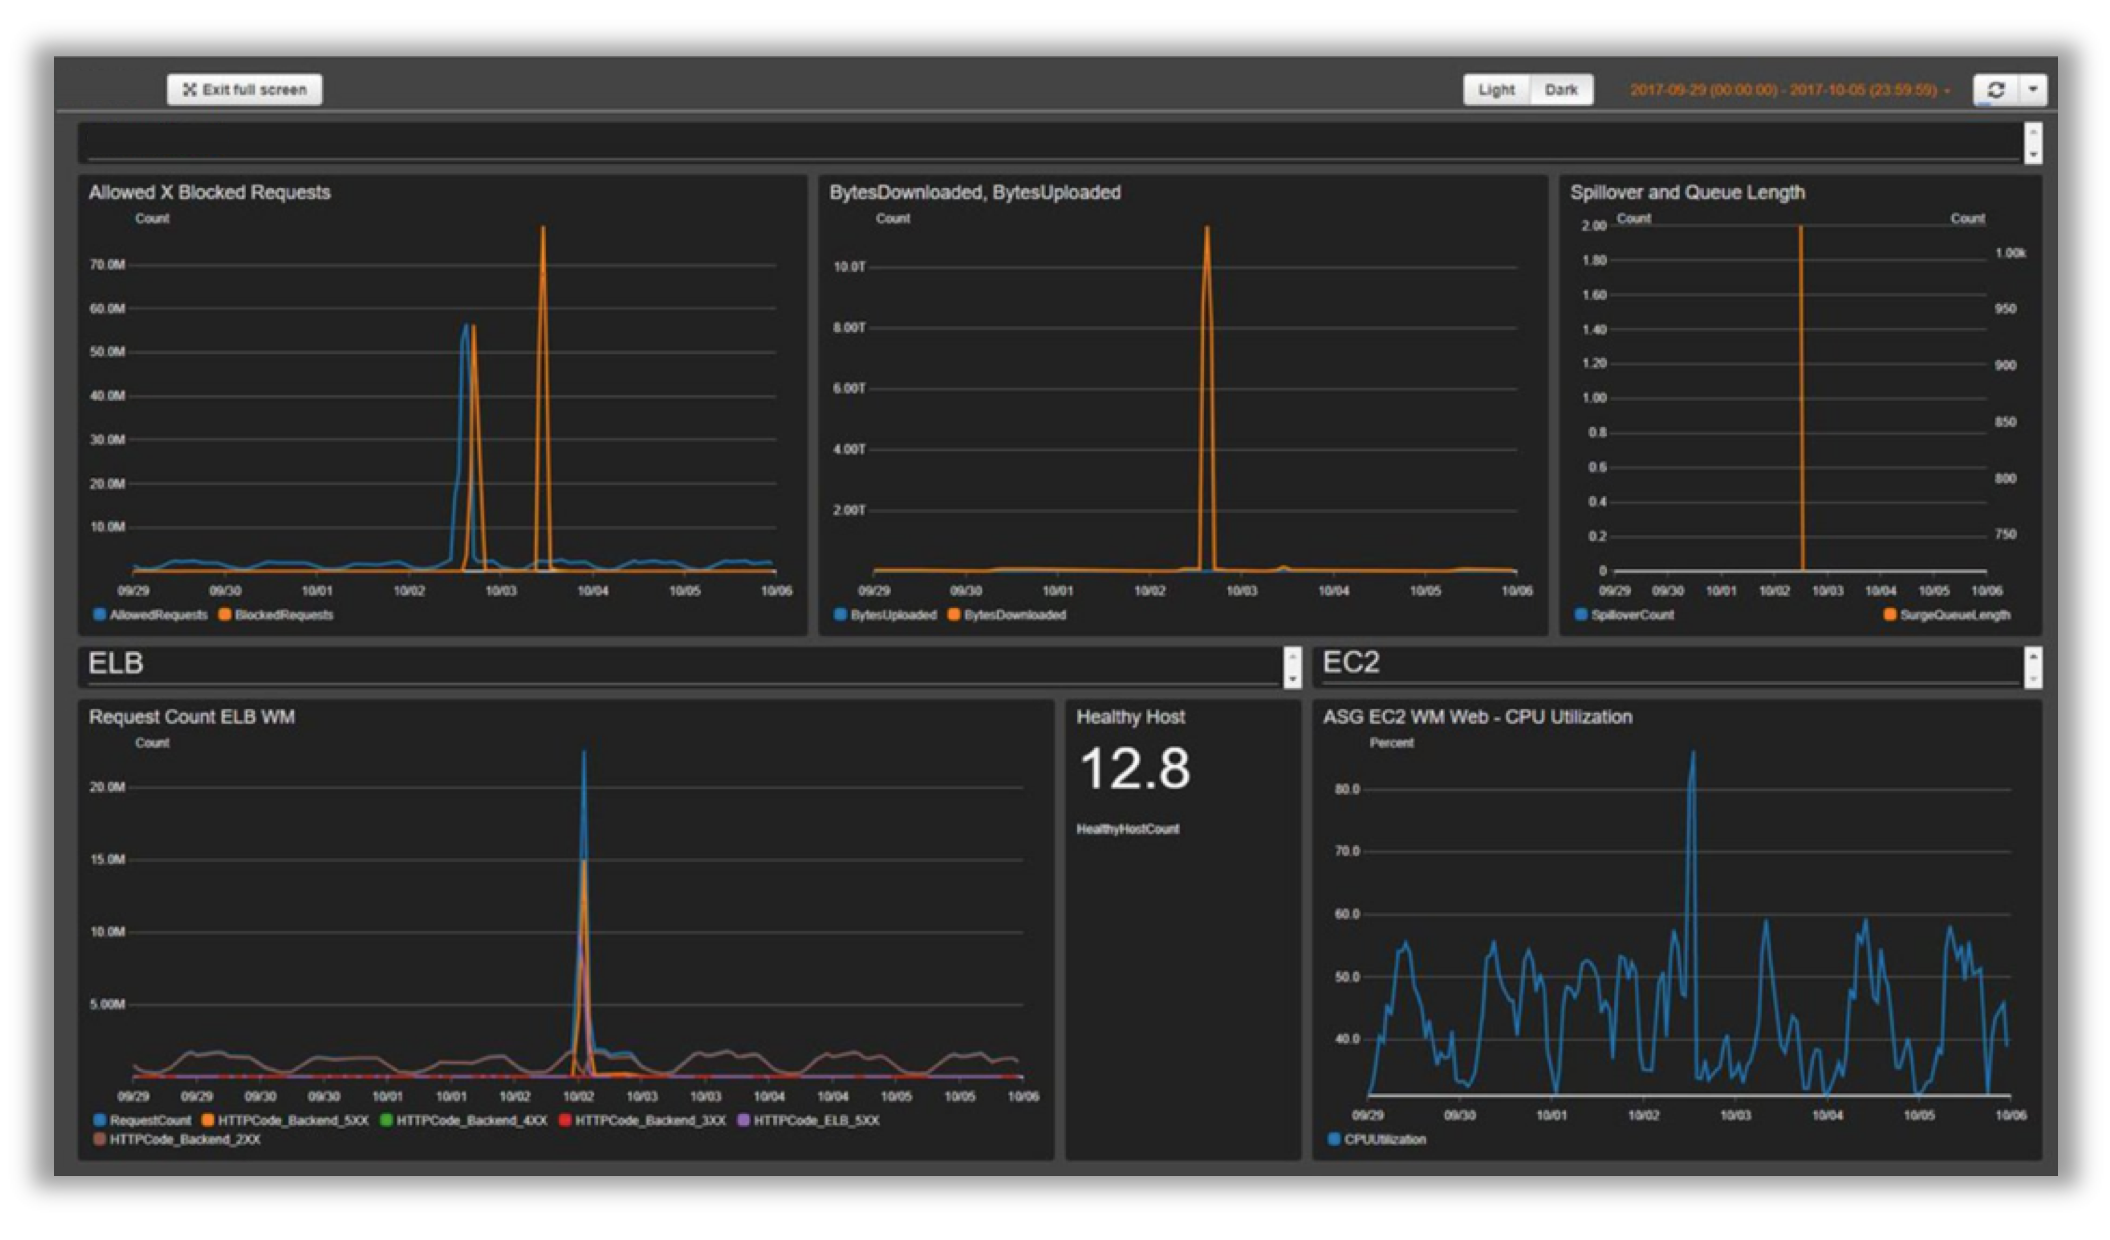 Exit full screen
Light Dark 2017-09-29 (00:00:00) - 2017-10-05 (23:59:59)
Allowed X Blocked Requests
Count
70.0M
60.0M
50.0M
40.0M
30.0M
20.0M
10.0M
09/29 09/30 10/01 10/02 10/03 10/04 10/05 10/06
AllowedRequests BlockedRequests
BytesDownloaded, BytesUploaded
Count
10.0T
8.00T
6.00T
4.00T
2.00T
09/29 09/30 10/01 10/02 10/03 10/04 10/05 10/06
BytesUploaded BytesDownloaded
Spillover and Queue Length
Count Count
2.00
1.80
1.60
1.40
1.20
1.00
0.8
0.6
0.4
0.2
0
1.00k
950
900
850
800
750
09/29 09/30 10/01 10/02 10/03 10/04 10/05 10/06
SpilloverCount SurgeQueueLength
ELB
Request Count ELB WM
Count
20.0M
15.0M
10.0M
5.00M
09/29 09/29 09/30 09/30 10/01 10/01 10/02 10/02 10/03 10/03 10/04 10/04 10/05 10/05 10/06
RequestCount HTTPCode_Backend_5XX HTTPCode_Backend_4XX HTTPCode_Backend_3XX HTTPCode_ELB_5XX
HTTPCode_Backend_2XX
Healthy Host
12.8
HealthyHostCount
EC2
ASG EC2 WM Web - CPU Utilization
Percent
80.0
70.0
60.0
50.0
40.0
09/29 09/30 10/01 10/02 10/03 10/04 10/05 10/06
CPUUtilization